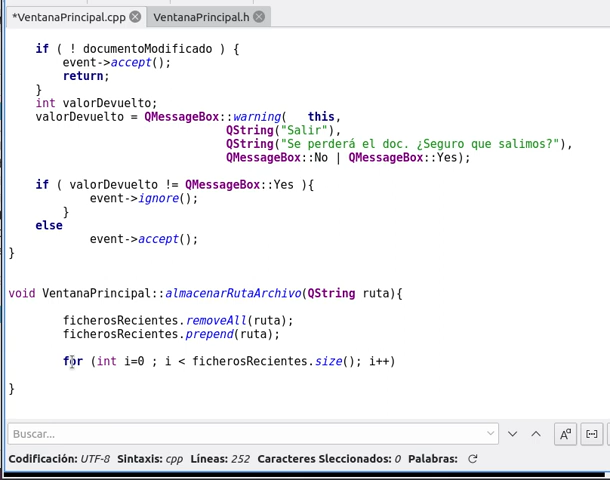 *VentanaPrincipal.cpp VentanaPrincipal.h
if ( ! documentoModificado ) {
event->accept();
return;
}
int valorDevuelto;
valorDevuelto = QMessageBox::warning( this,
QString("Salir"),
QString("Se perderá el doc. ¿Seguro que salimos?"),
QMessageBox::No | QMessageBox::Yes);
if ( valorDevuelto != QMessageBox::Yes ){
event->ignore();
}
else
event->accept();
}
void VentanaPrincipal::almacenarRutaArchivo(QString ruta){
ficherosRecientes.removeAll(ruta);
ficherosRecientes.prepend(ruta);
for (int i=0 ; i < ficherosRecientes.size(); i++)
}
Buscar...
Codificación: UTF-8 Sintaxis: cpp Líneas: 252 Caracteres Sleccionados: 0 Palabras: